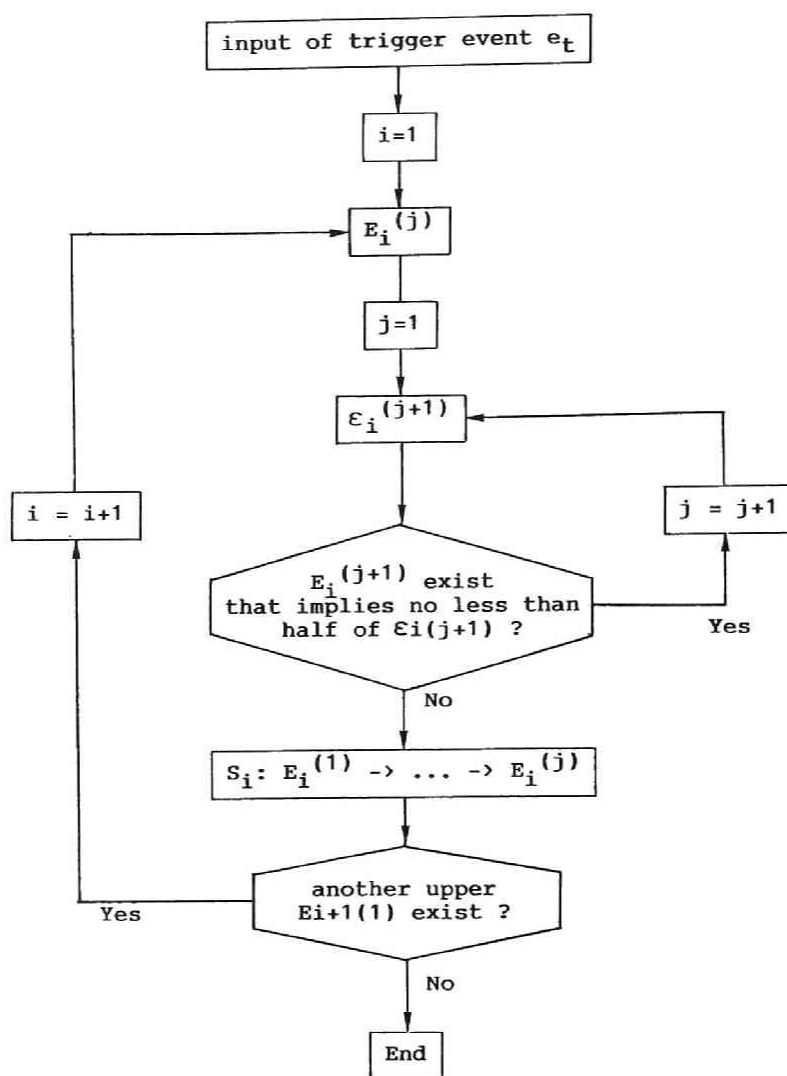 input of trigger event e_t
i=1
E_i^(j)
j=1
ε_i^(j+1)
i = i+1
j = j+1
E_i^(j+1) exist
that implies no less than
half of εi(j+1) ?
Yes
No
S_i: E_i^(1) -> ... -> E_i^(j)
another upper
Ei+1(1) exist ?
Yes
No
End